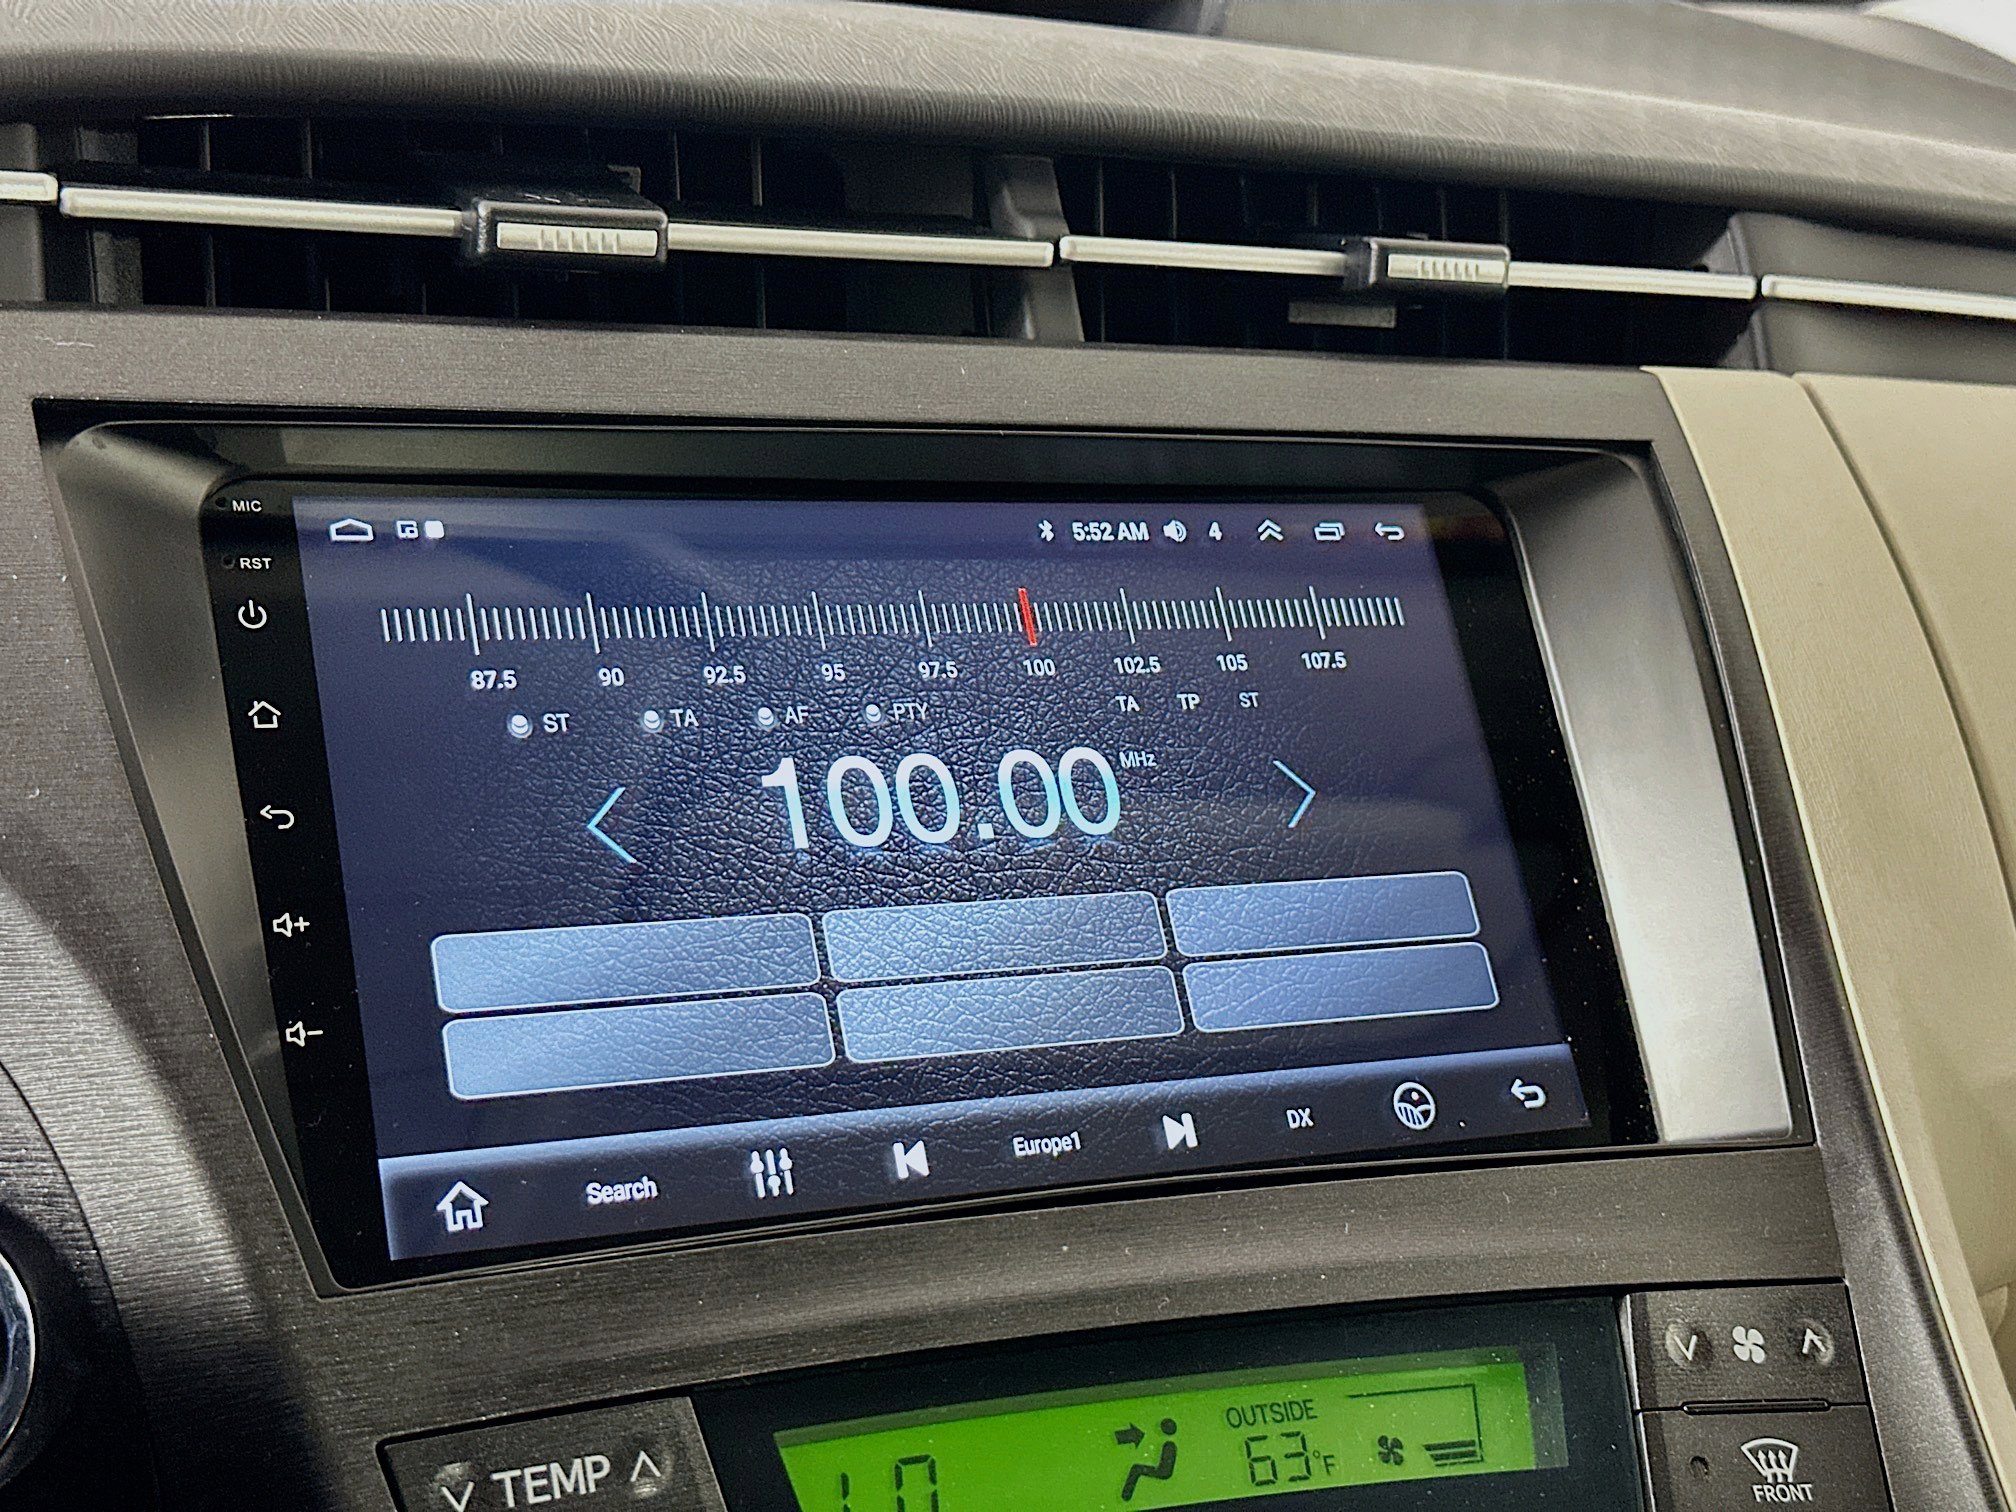 MIC
5:52 AM 4
RST
87.5 90 92.5 95 97.5 100 102.5 105 107.5
ST TA AF PTY TA TP ST
100.00 MHz
Search Europe1 DX
OUTSIDE
63°F
TEMP
FRONT